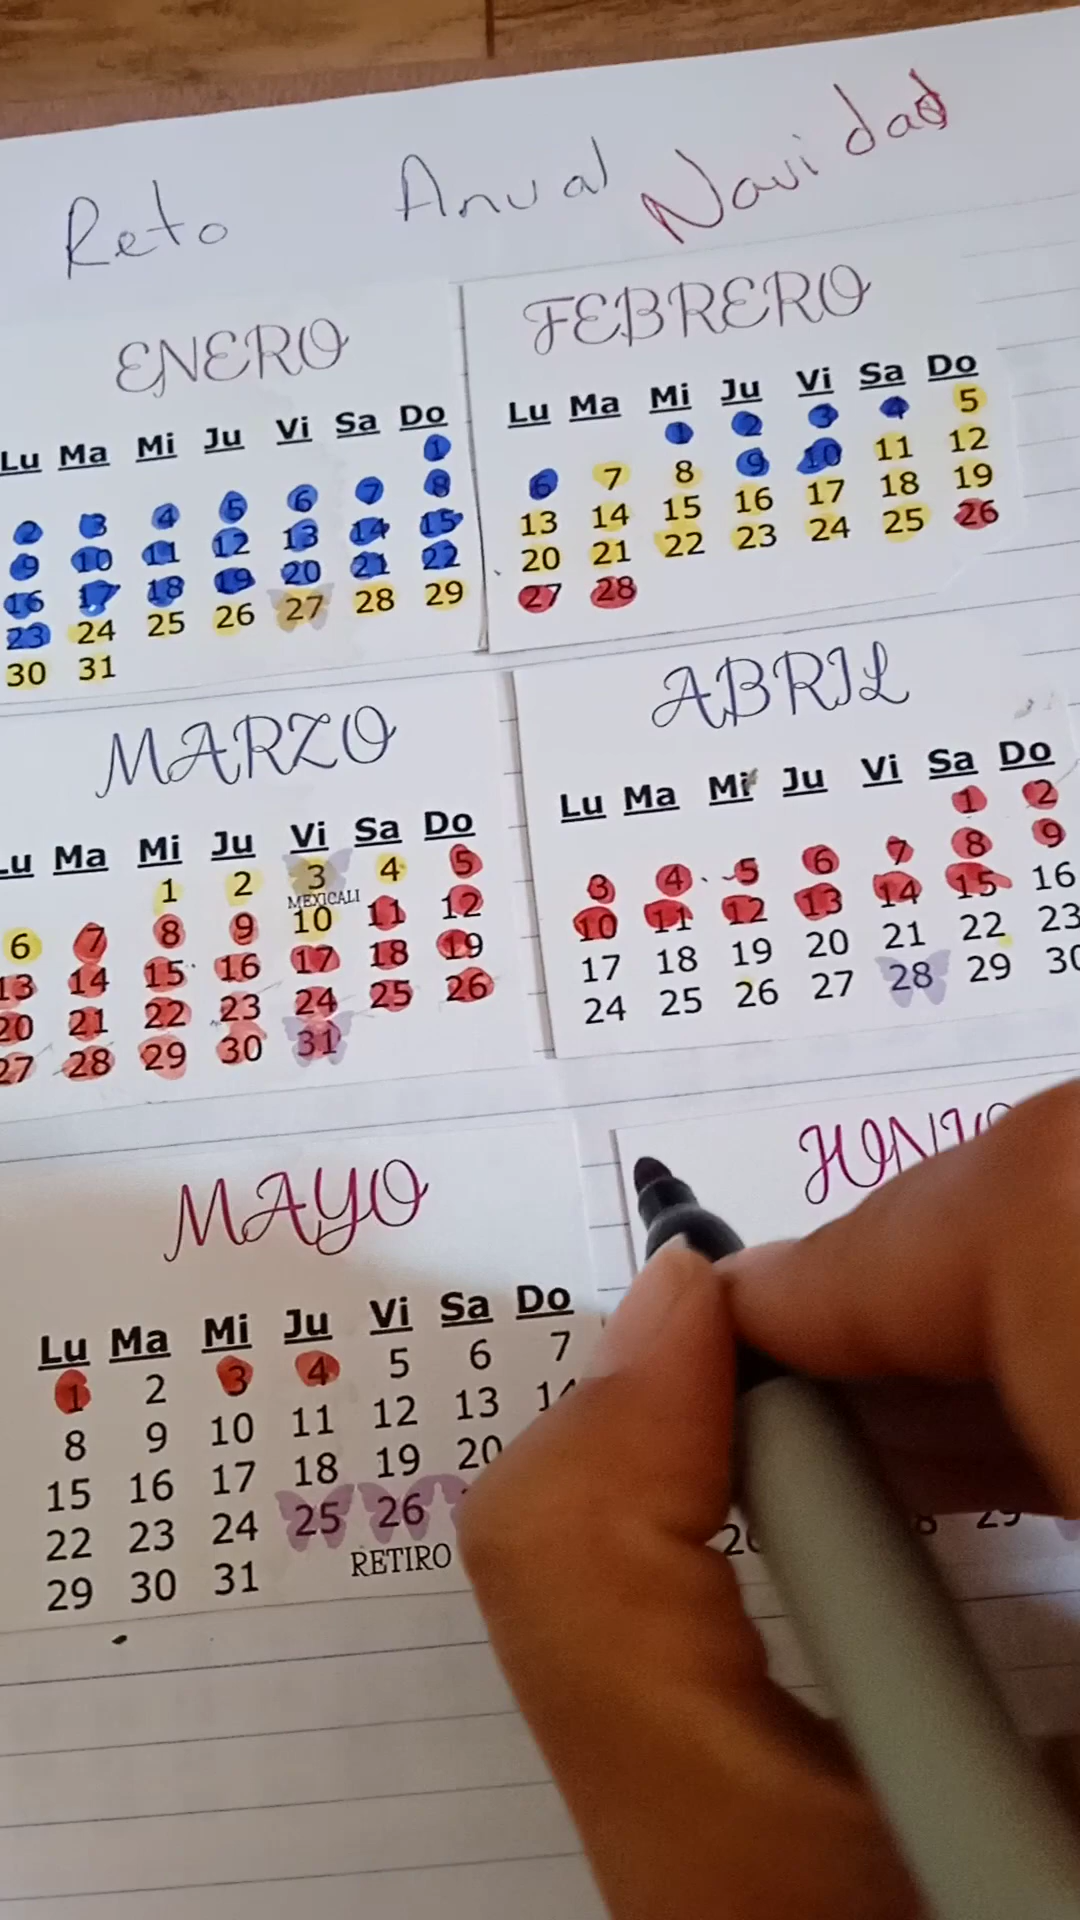 Reto Anual Navidad
ENERO
Lu Ma Mi Ju Vi Sa Do
1
2 3 4 5 6 7 8
9 10 11 12 13 14 15
16 17 18 19 20 21 22
23 24 25 26 27 28 29
30 31
FEBRERO
Lu Ma Mi Ju Vi Sa Do
1 2 3 4 5
6 7 8 9 10 11 12
13 14 15 16 17 18 19
20 21 22 23 24 25 26
27 28
MARZO
Lu Ma Mi Ju Vi Sa Do
1 2 3 4 5
MEXICALI
6 7 8 9 10 11 12
13 14 15 16 17 18 19
20 21 22 23 24 25 26
27 28 29 30 31
ABRIL
Lu Ma Mi Ju Vi Sa Do
1 2
3 4 5 6 7 8 9
10 11 12 13 14 15 16
17 18 19 20 21 22 23
24 25 26 27 28 29 30
MAYO
Lu Ma Mi Ju Vi Sa Do
1 2 3 4 5 6 7
8 9 10 11 12 13 14
15 16 17 18 19 20
22 23 24 25 26
29 30 31 RETIRO
JUNIO
29